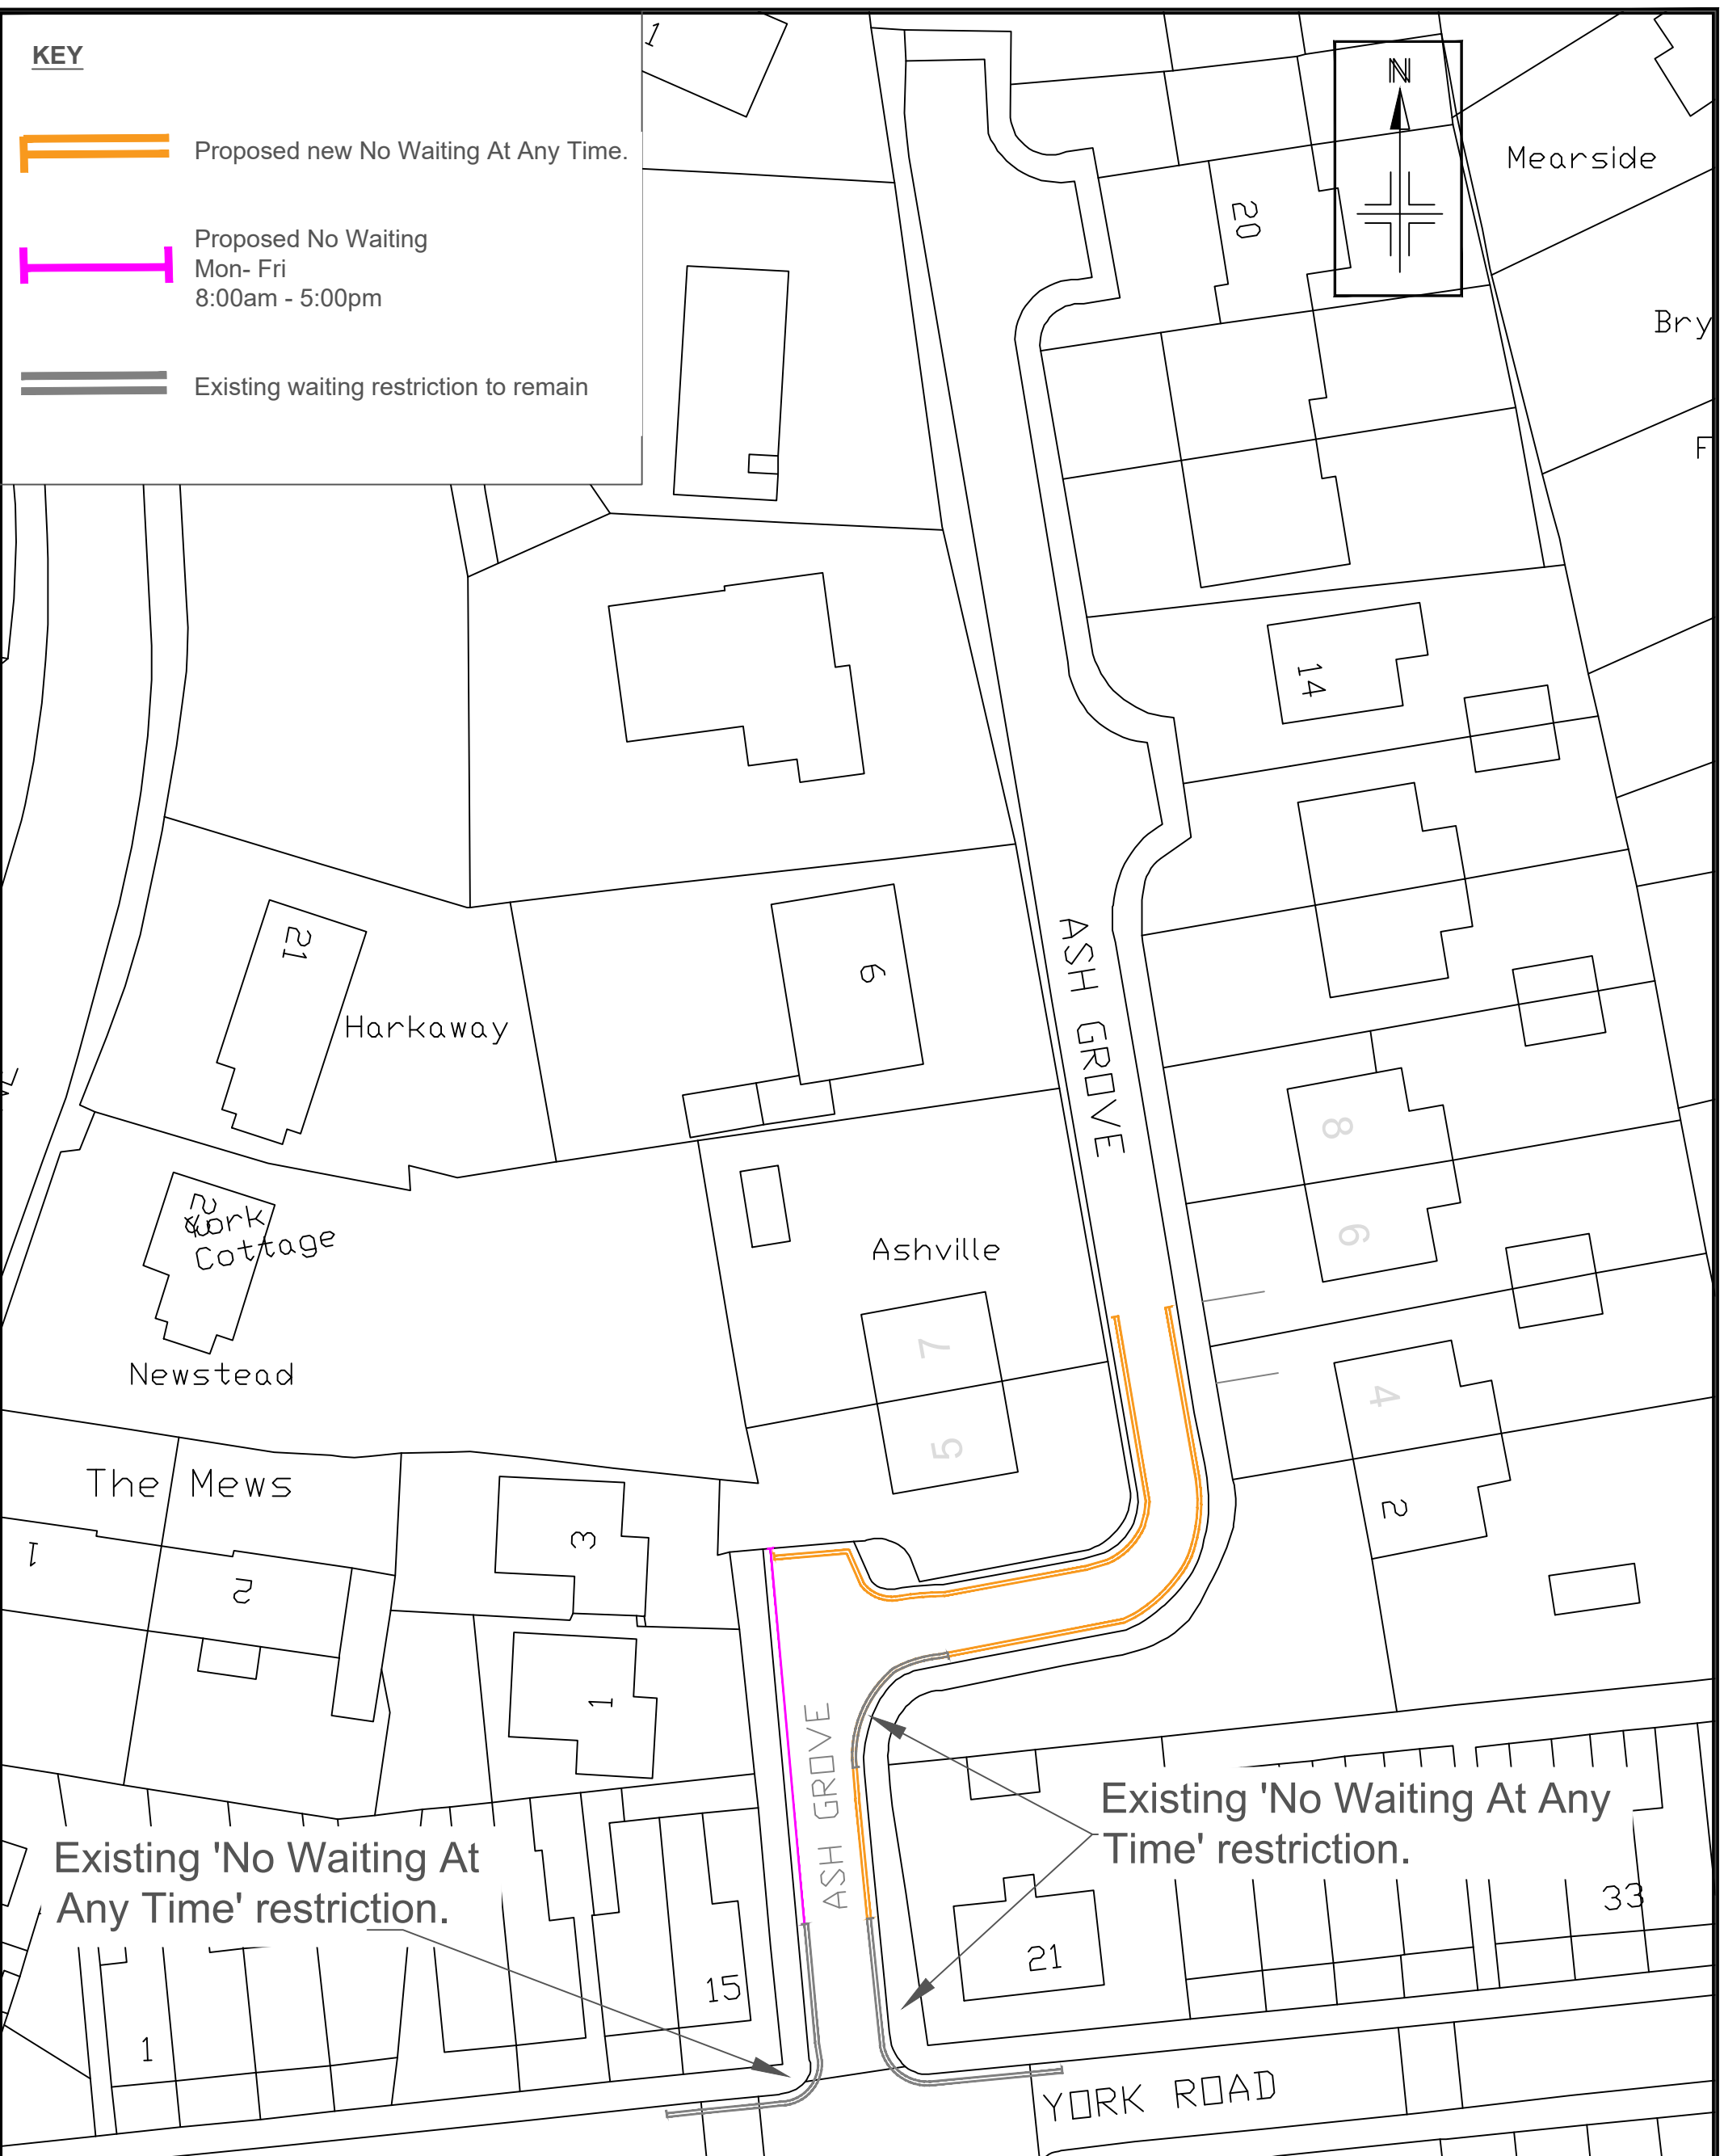 KEY
Proposed new No Waiting At Any Time.
Proposed No Waiting
Mon- Fri
8:00am - 5:00pm
Existing waiting restriction to remain
1
N
Mearside
20
Bry
F
14
21
Harkaway
6
ASH GROVE
8
6
23
York
Cottage
Ashville
Newstead
7
4
5
The Mews
2
3
1
2
1
ASH GROVE
Existing 'No Waiting At Any
Time' restriction.
Existing 'No Waiting At
Any Time' restriction.
33
21
15
1
YORK ROAD